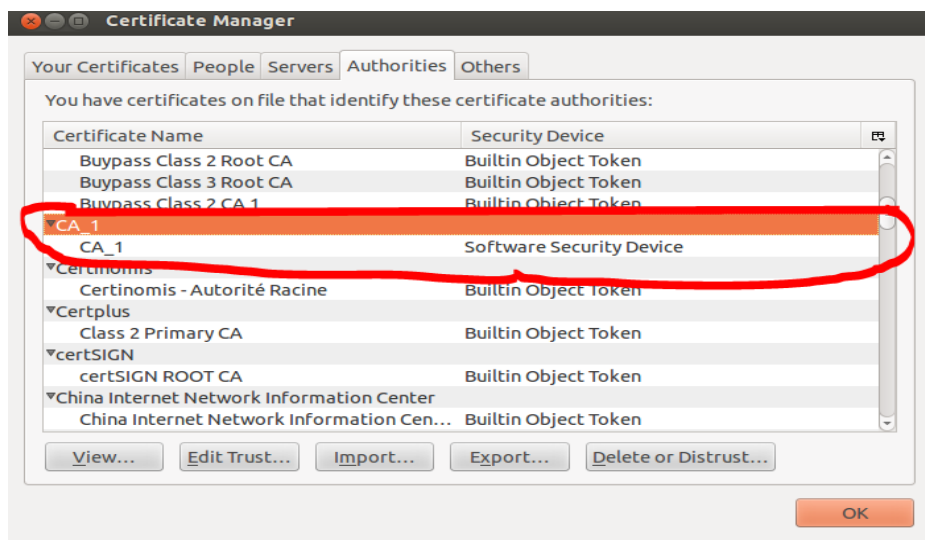 Certificate Manager
Your Certificates People Servers Authorities Others
You have certificates on file that identify these certificate authorities:
Certificate Name Security Device
Buypass Class 2 Root CA Builtin Object Token
Buypass Class 3 Root CA Builtin Object Token
Buypass Class 2 CA 1 Builtin Object Token
CA_1
CA_1 Software Security Device
Certinomis
Certinomis - Autorité Racine Builtin Object Token
Certplus
Class 2 Primary CA Builtin Object Token
certSIGN
certSIGN ROOT CA Builtin Object Token
China Internet Network Information Center
China Internet Network Information Cen... Builtin Object Token
View... Edit Trust... Import... Export... Delete or Distrust...
OK